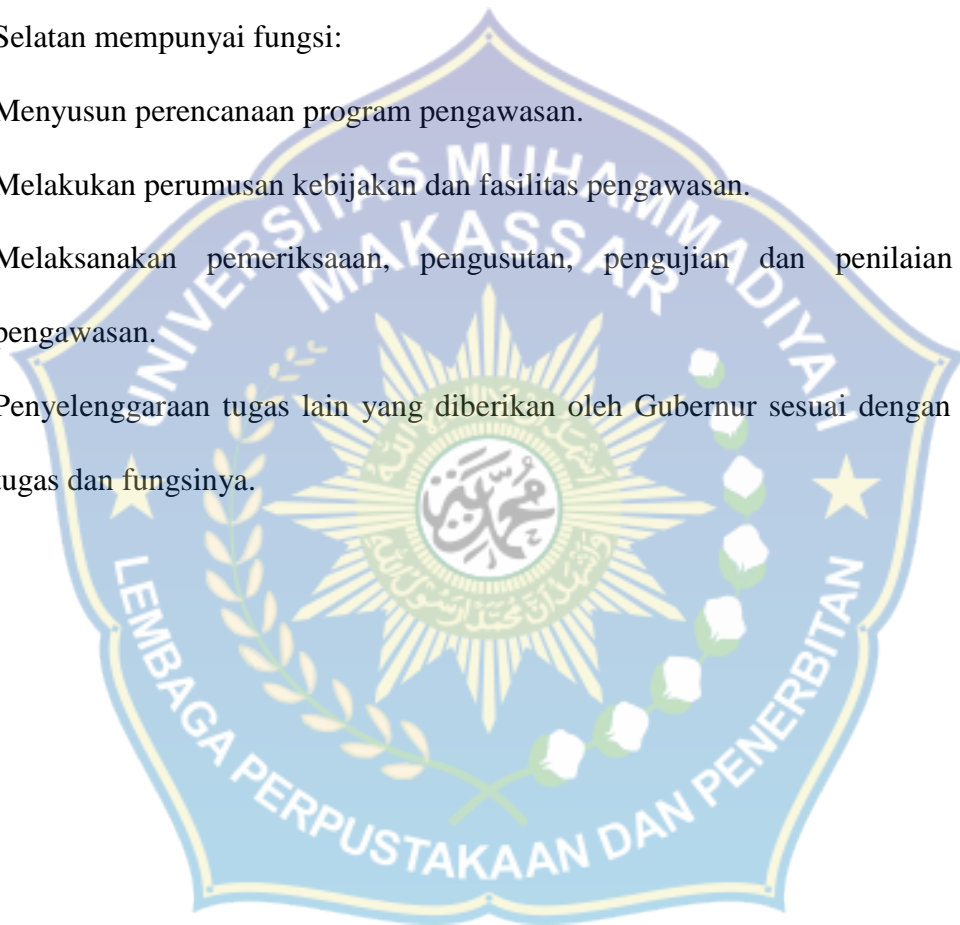 Selatan mempunyai fungsi:
Menyusun perencanaan program pengawasan.
Melakukan perumusan kebijakan dan fasilitas pengawasan.
Melaksanakan pemeriksaaan, pengusutan, pengujian dan penilaian
pengawasan.
Penyelenggaraan tugas lain yang diberikan oleh Gubernur sesuai dengan
tugas dan fungsinya.
UNIVERSITAS MUHAMMADIYAH
MAKASSAR
LEMBAGA PERPUSTAKAAN DAN PENERBITAN